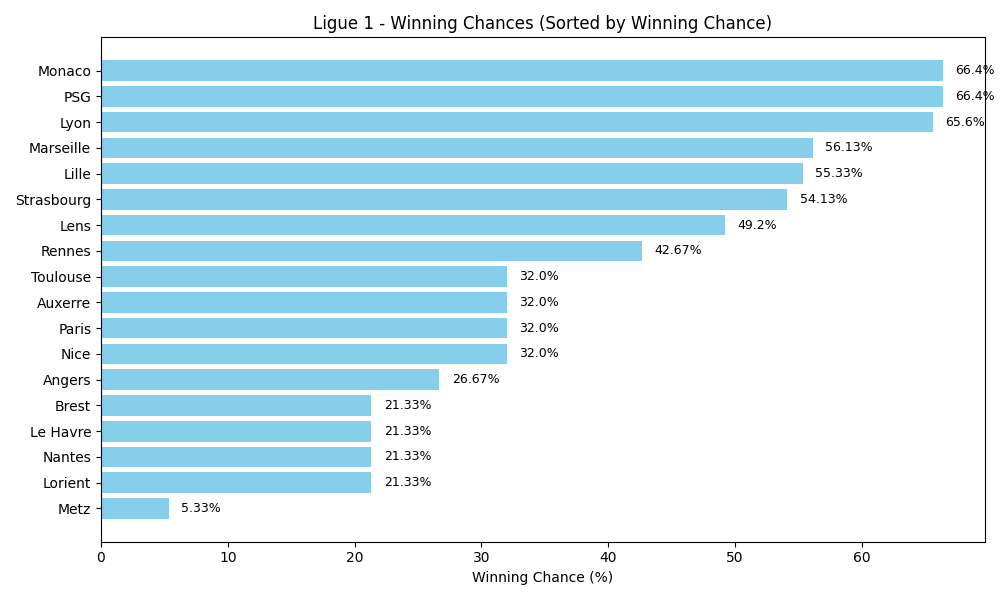 Ligue 1 - Winning Chances (Sorted by Winning Chance)
Monaco 66.4%
PSG 66.4%
Lyon 65.6%
Marseille 56.13%
Lille 55.33%
Strasbourg 54.13%
Lens 49.2%
Rennes 42.67%
Toulouse 32.0%
Auxerre 32.0%
Paris 32.0%
Nice 32.0%
Angers 26.67%
Brest 21.33%
Le Havre 21.33%
Nantes 21.33%
Lorient 21.33%
Metz 5.33%
0 10 20 30 40 50 60
Winning Chance (%)